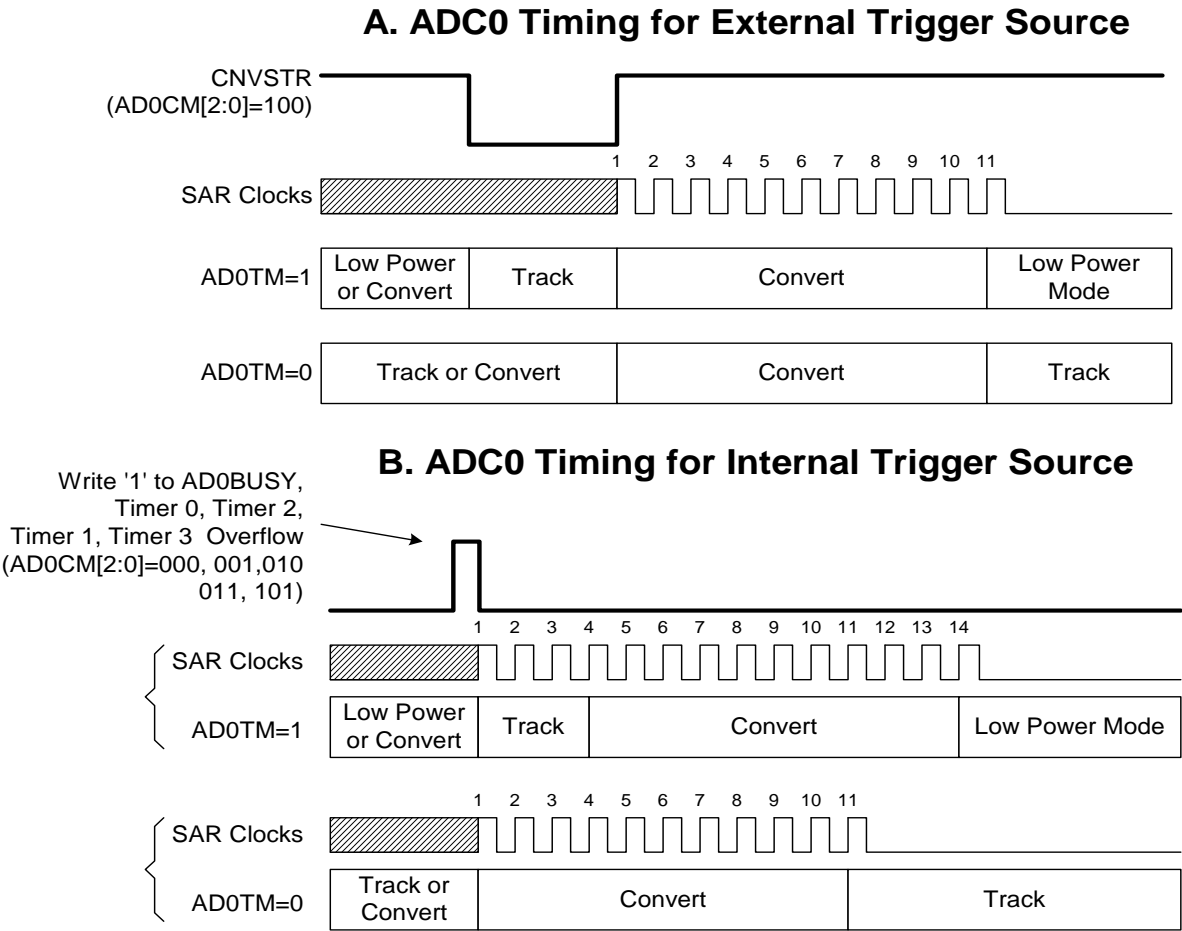 A. ADC0 Timing for External Trigger Source
CNVSTR
(AD0CM[2:0]=100)
1 2 3 4 5 6 7 8 9 10 11
SAR Clocks
AD0TM=1
Low Power
or Convert
Track
Convert
Low Power
Mode
AD0TM=0
Track or Convert
Convert
Track
B. ADC0 Timing for Internal Trigger Source
Write '1' to AD0BUSY,
Timer 0, Timer 2,
Timer 1, Timer 3 Overflow
(AD0CM[2:0]=000, 001,010
011, 101)
1 2 3 4 5 6 7 8 9 10 11 12 13 14
SAR Clocks
AD0TM=1
Low Power
or Convert
Track
Convert
Low Power Mode
1 2 3 4 5 6 7 8 9 10 11
SAR Clocks
AD0TM=0
Track or
Convert
Convert
Track